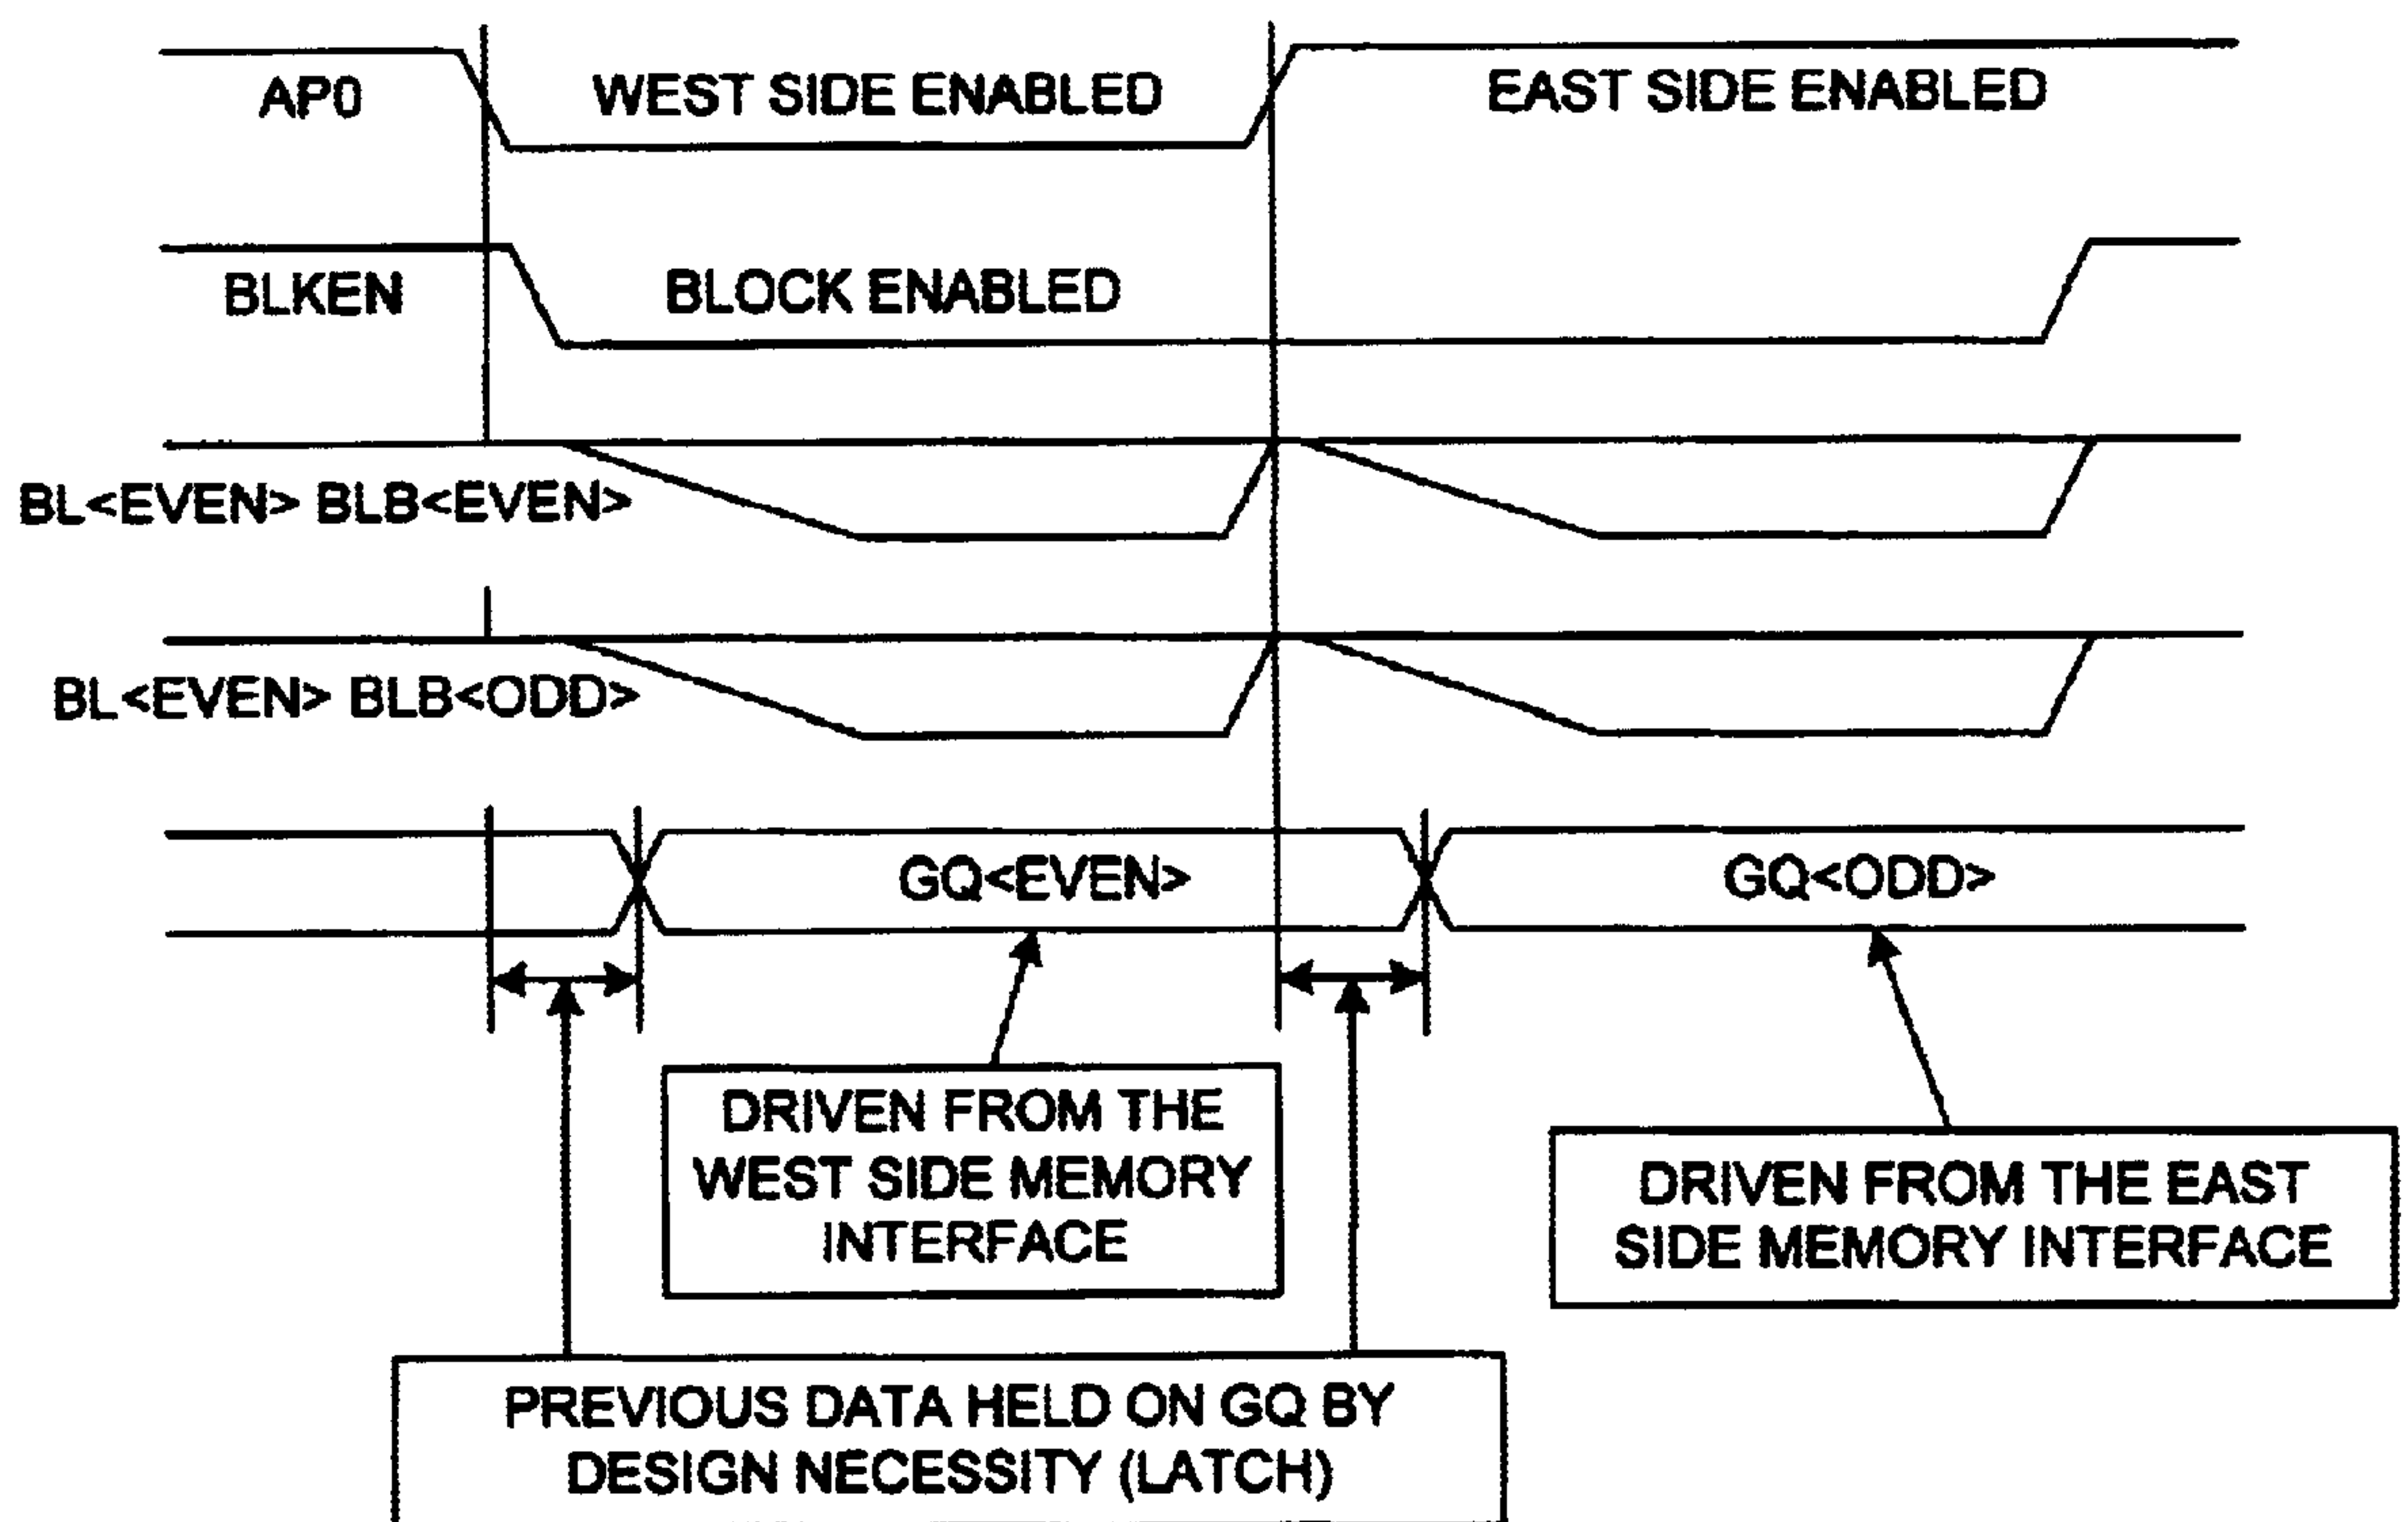 AP0
WEST SIDE ENABLED
EAST SIDE ENABLED
BLKEN
BLOCK ENABLED
BL<EVEN> BLB<EVEN>
BL<EVEN> BLB<ODD>
GQ<EVEN>
GQ<ODD>
DRIVEN FROM THE
WEST SIDE MEMORY
INTERFACE
DRIVEN FROM THE EAST
SIDE MEMORY INTERFACE
PREVIOUS DATA HELD ON GQ BY
DESIGN NECESSITY (LATCH)